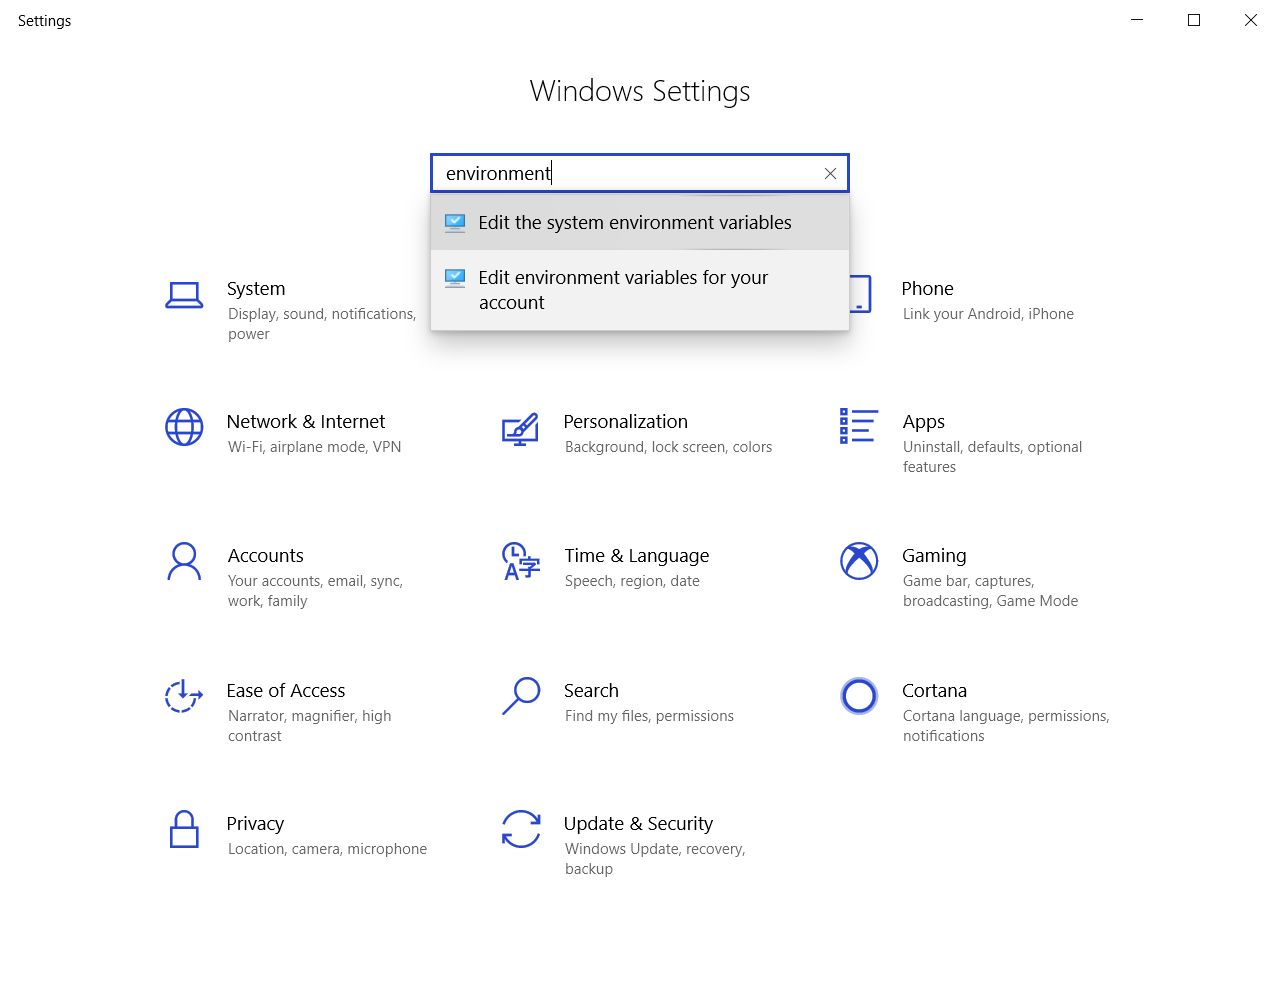 Settings
Windows Settings
environment
Edit the system environment variables
Edit environment variables for your
account
System
Display, sound, notifications,
power
Phone
Link your Android, iPhone
Network & Internet
Wi-Fi, airplane mode, VPN
Personalization
Background, lock screen, colors
Apps
Uninstall, defaults, optional
features
Accounts
Your accounts, email, sync,
work, family
Time & Language
Speech, region, date
Gaming
Game bar, captures,
broadcasting, Game Mode
Ease of Access
Narrator, magnifier, high
contrast
Search
Find my files, permissions
Cortana
Cortana language, permissions,
notifications
Privacy
Location, camera, microphone
Update & Security
Windows Update, recovery,
backup